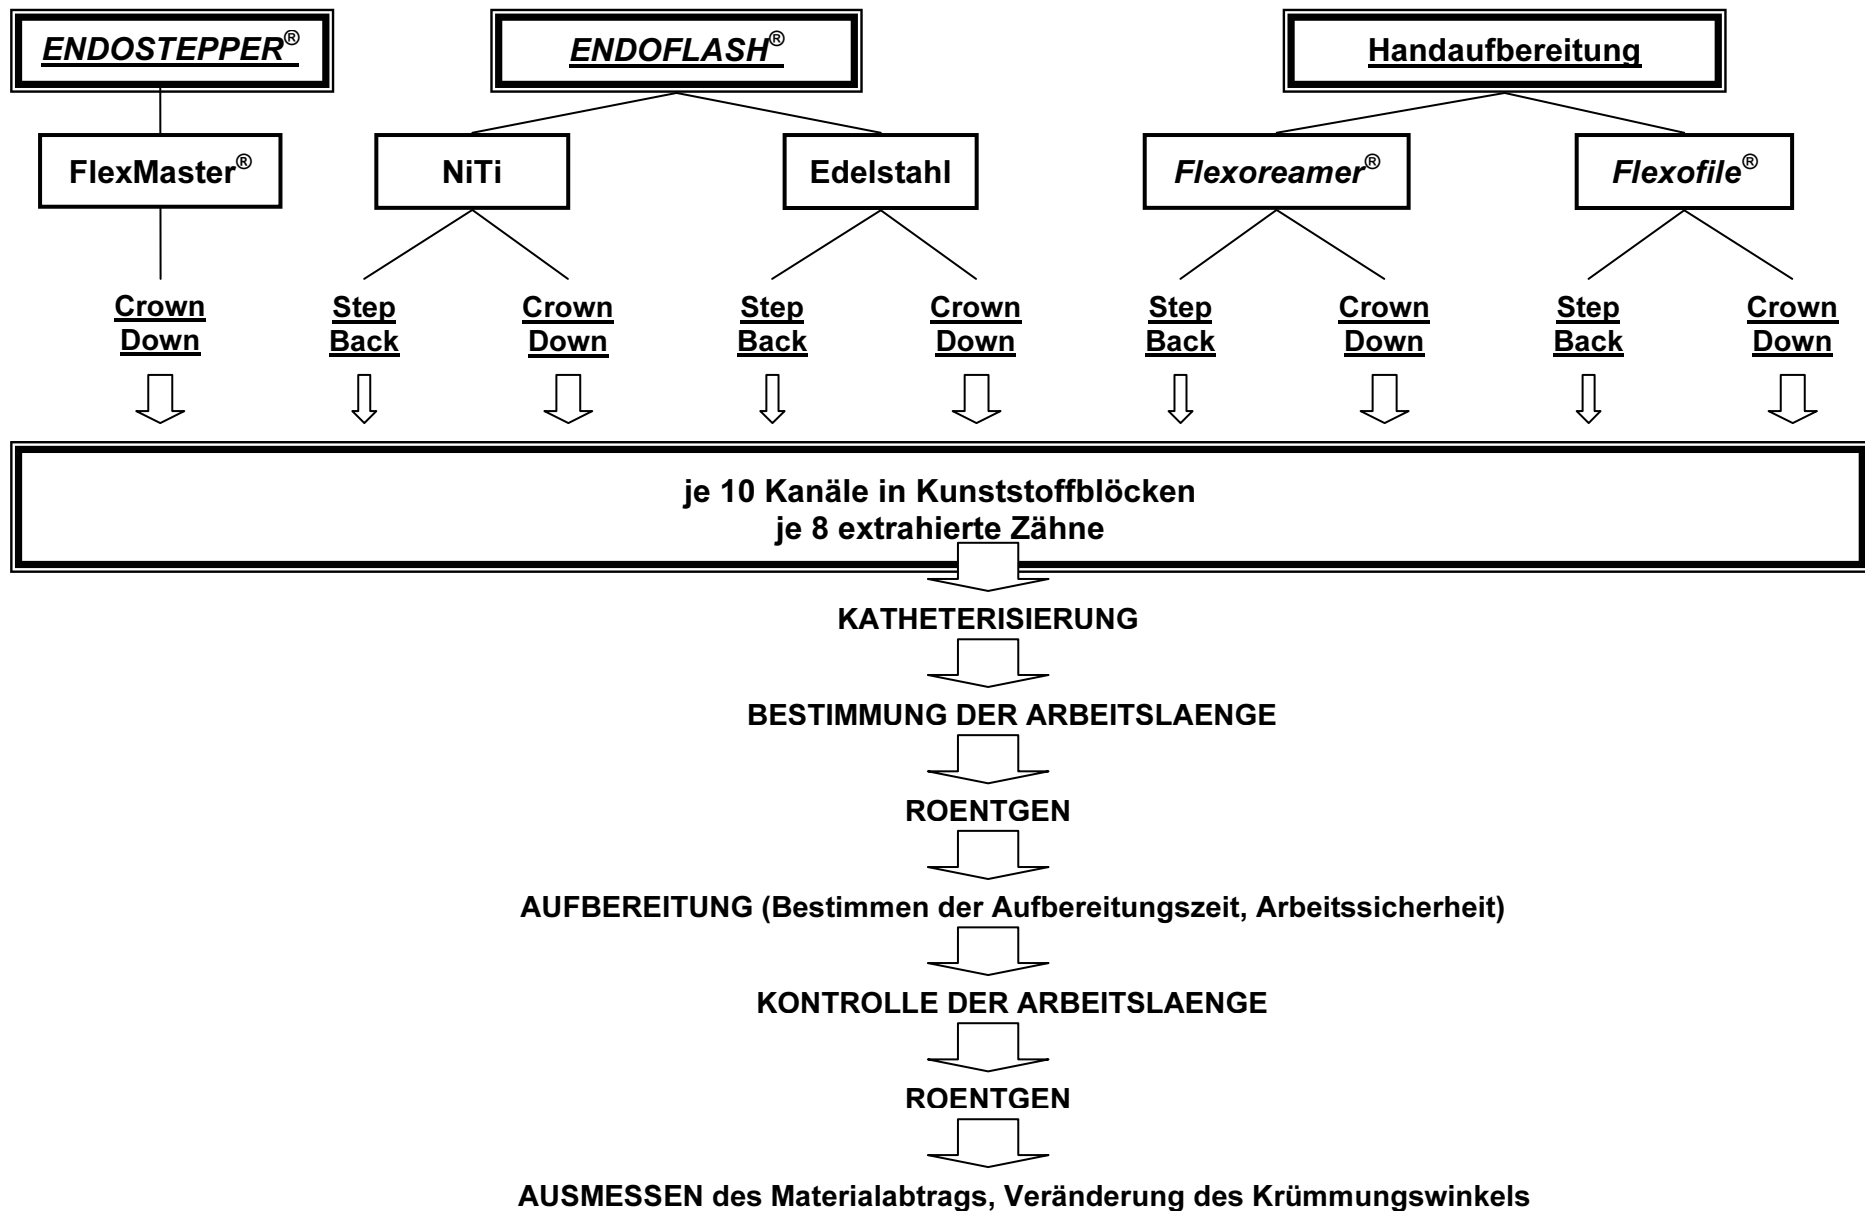 ENDOSTEPPER® ENDOFLASH® Handaufbereitung
FlexMaster® NiTi Edelstahl Flexoreamer® Flexofile®
Crown Step Crown Step Crown Step Crown Step Crown
Down Back Down Back Down Back Down Back Down
je 10 Kanäle in Kunststoffblöcken
je 8 extrahierte Zähne
KATHETERISIERUNG
BESTIMMUNG DER ARBEITSLAENGE
ROENTGEN
AUFBEREITUNG (Bestimmen der Aufbereitungszeit, Arbeitssicherheit)
KONTROLLE DER ARBEITSLAENGE
ROENTGEN
AUSMESSEN des Materialabtrags, Veränderung des Krümmungswinkels